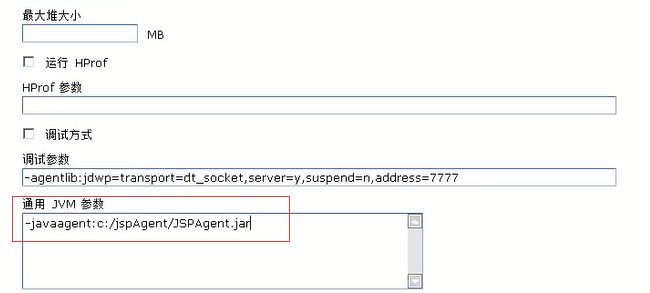 最大堆大小
MB
运行 HProf
HProf 参数
调试方式
调试参数
-agentlib:jdwp=transport=dt_socket,server=y,suspend=n,address=7777
通用 JVM 参数
-javaagent:c:/jspAgent/JSPAgent.jar